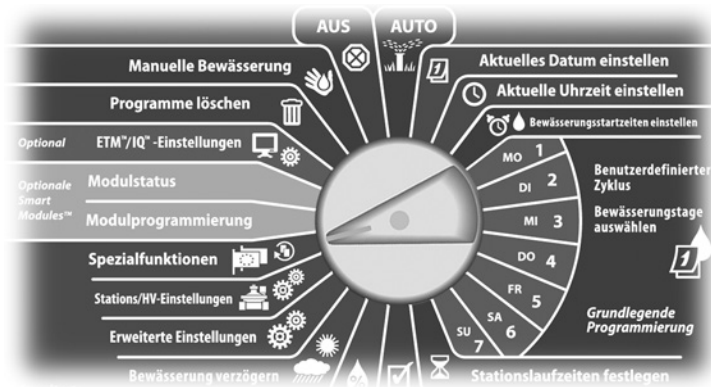 AUS
AUTO
Manuelle Bewässerung
Programme löschen
Optional
ETM™/IQ™ -Einstellungen
Optionale
Smart
Modules™
Modulstatus
Modulprogrammierung
Spezialfunktionen
Stations/HV-Einstellungen
Erweiterte Einstellungen
Bewässerung verzögern
%
Aktuelles Datum einstellen
1
Aktuelle Uhrzeit einstellen
Bewässerungsstartzeiten einstellen
MO 1
DI 2
MI 3
DO 4
FR 5
SA 6
SU 7
Benutzerdefinierter
Zyklus
Bewässerungstage
auswählen
1
Grundlegende
Programmierung
Stationslaufzeiten festlegen